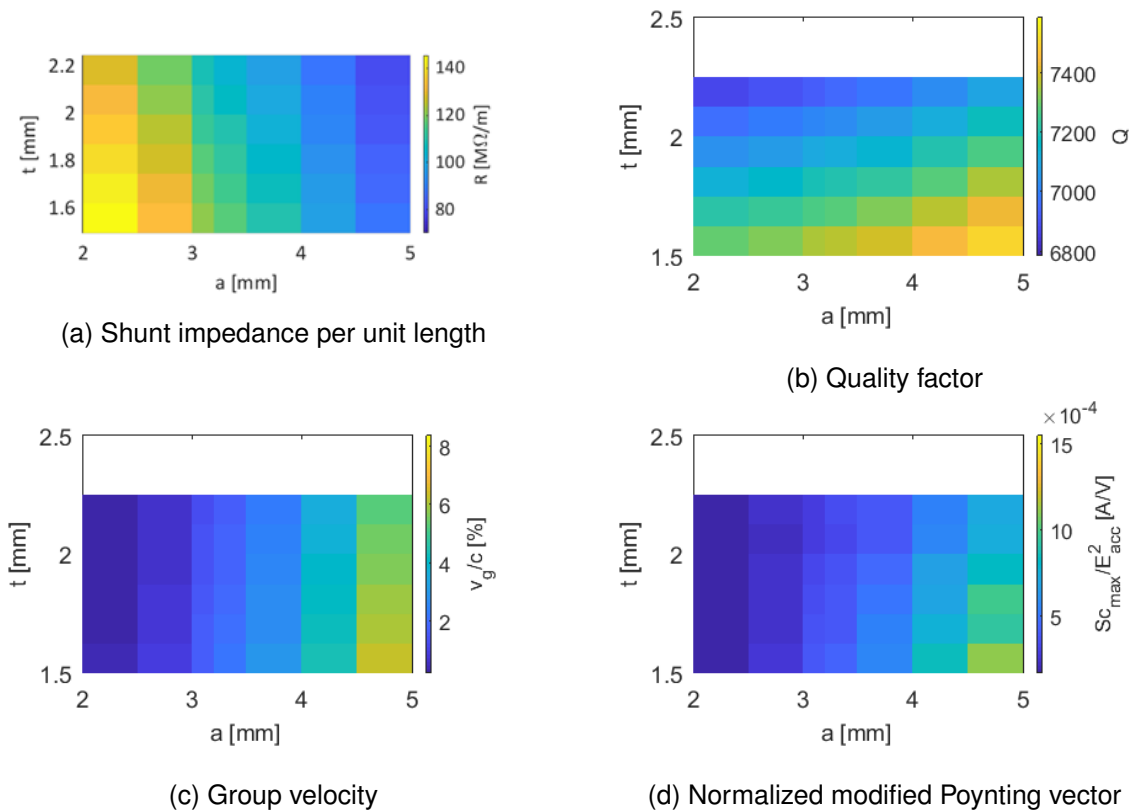 2.2
2
1.8
1.6
t [mm]
2
3
4
5
a [mm]
140
120
100
80
R [MΩ/m]
(a) Shunt impedance per unit length
2.5
2
1.5
t [mm]
2
3
4
5
a [mm]
7400
7200
7000
6800
Q
(b) Quality factor
2.5
2
1.5
t [mm]
2
3
4
5
a [mm]
8
6
4
2
v_g/c [%]
(c) Group velocity
2.5
2
1.5
t [mm]
2
3
4
5
a [mm]
× 10⁻⁴
15
10
5
Sc_max/E²_acc [A/V]
(d) Normalized modified Poynting vector